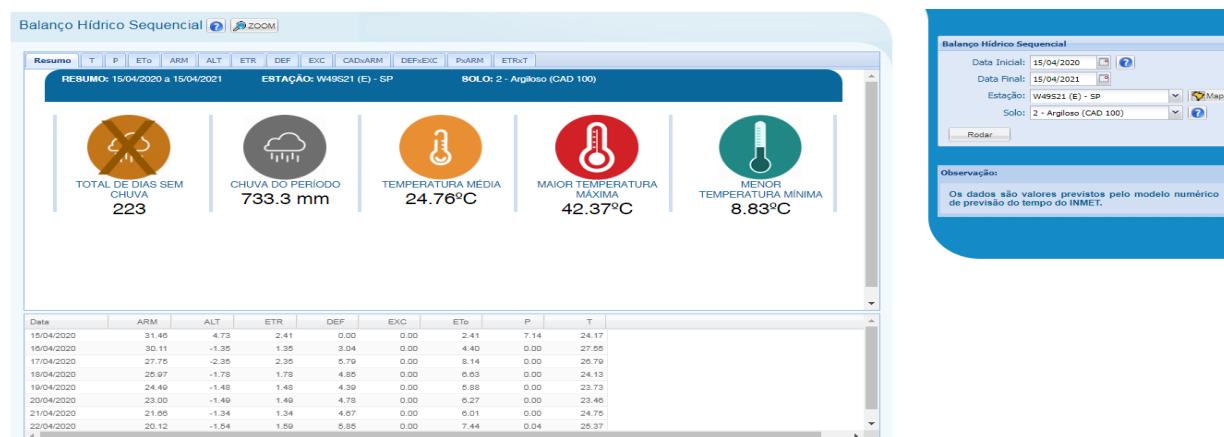 Balanço Hídrico Sequencial ZOOM
Resumo T P ETo ARM ALT ETR DEF EXC CADxARM DEFxEXC PxARM ETRxT
RESUMO: 15/04/2020 a 15/04/2021 ESTAÇÃO: W49S21 (E) - SP SOLO: 2 - Argiloso (CAD 100)
TOTAL DE DIAS SEM CHUVA
223
CHUVA DO PERÍODO
733.3 mm
TEMPERATURA MÉDIA
24.76ºC
MAIOR TEMPERATURA MÁXIMA
42.37ºC
MENOR TEMPERATURA MÍNIMA
8.83ºC
Data ARM ALT ETR DEF EXC ETo P T
15/04/2020 31.46 4.73 2.41 0.00 0.00 2.41 7.14 24.17
16/04/2020 30.11 -1.35 1.35 3.04 0.00 4.40 0.00 27.55
17/04/2020 27.75 -2.35 2.35 5.79 0.00 8.14 0.00 26.79
18/04/2020 25.97 -1.78 1.78 4.85 0.00 6.63 0.00 24.13
19/04/2020 24.49 -1.48 1.48 4.39 0.00 5.88 0.00 23.73
20/04/2020 23.00 -1.49 1.49 4.78 0.00 6.27 0.00 23.46
21/04/2020 21.66 -1.34 1.34 4.67 0.00 6.01 0.00 24.75
22/04/2020 20.12 -1.54 1.59 5.85 0.00 7.44 0.04 25.37
Balanço Hídrico Sequencial
Data Inicial: 15/04/2020
Data Final: 15/04/2021
Estação: W49S21 (E) - SP Map
Solo: 2 - Argiloso (CAD 100)
Rodar
Observação:
Os dados são valores previstos pelo modelo numérico
de previsão do tempo do INMET.